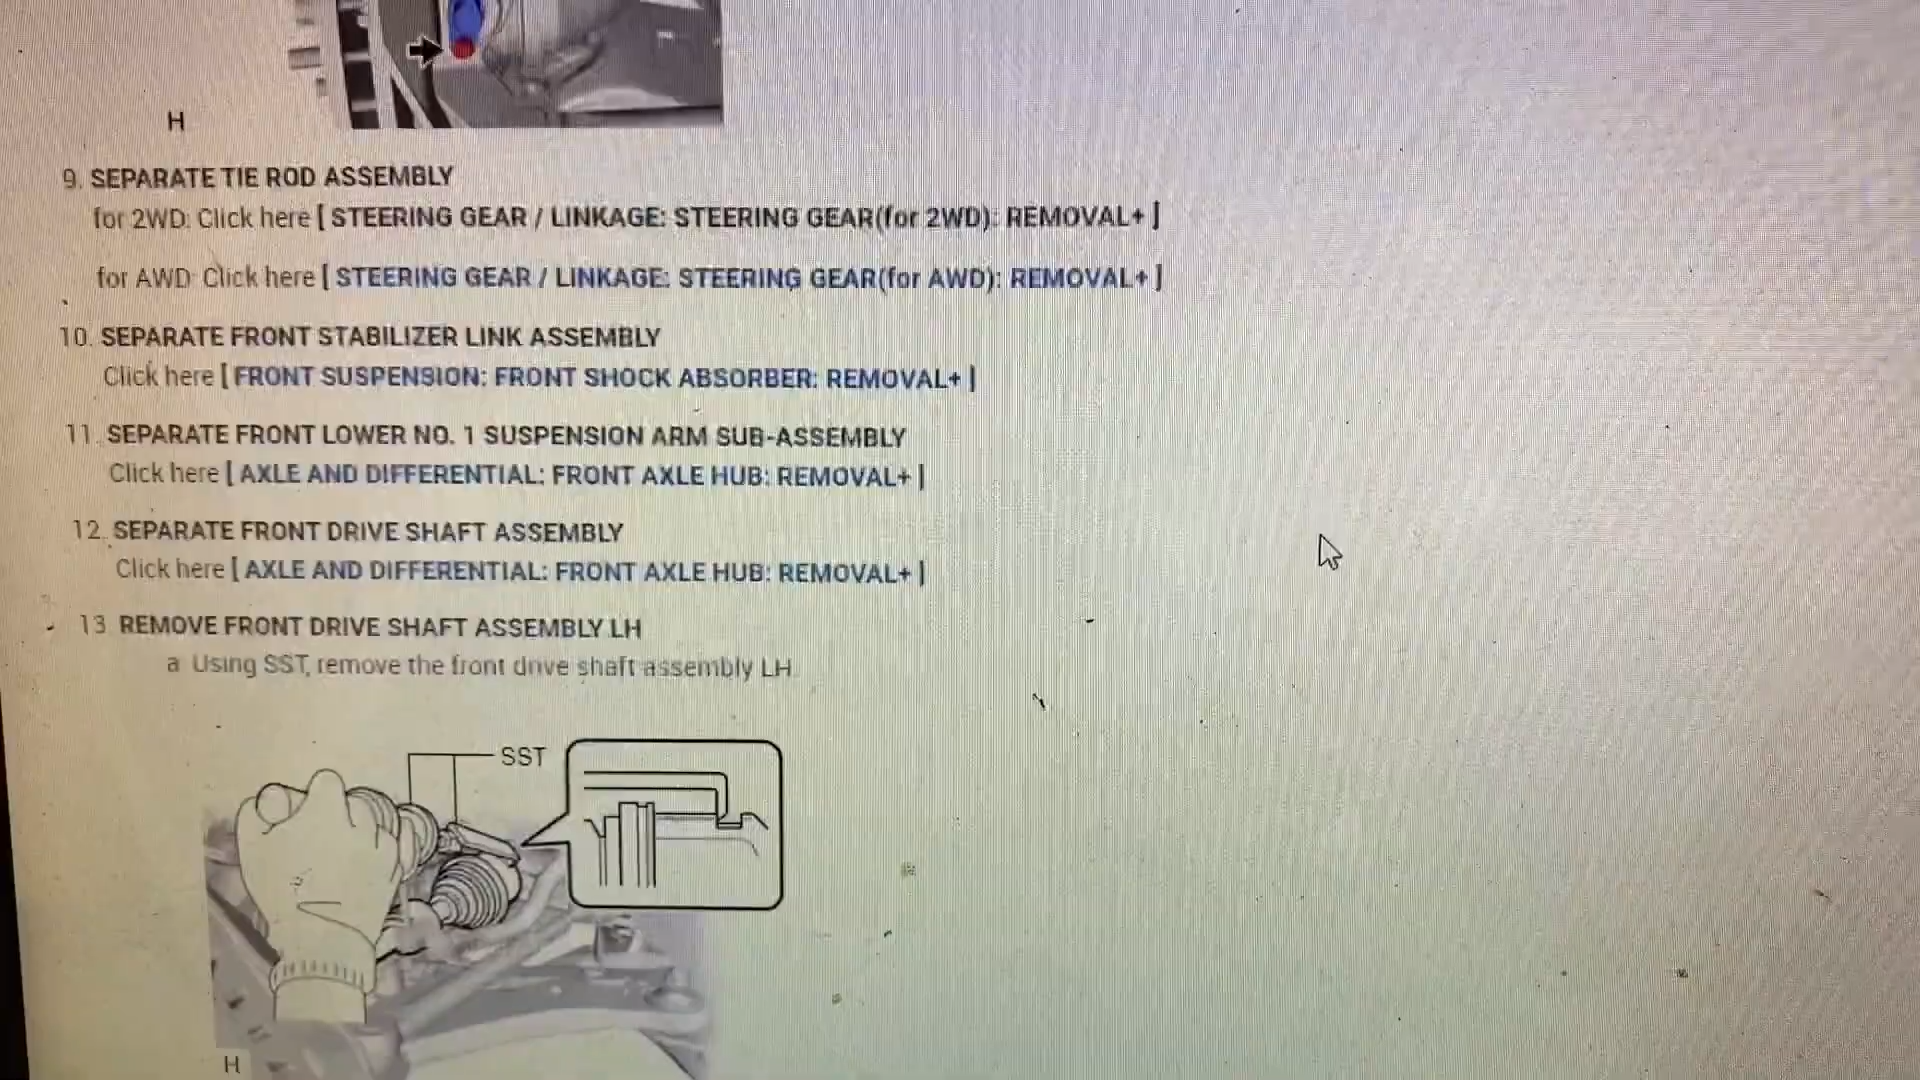 H
9. SEPARATE TIE ROD ASSEMBLY
for 2WD: Click here [ STEERING GEAR / LINKAGE: STEERING GEAR(for 2WD): REMOVAL+ ]
for AWD: Click here [ STEERING GEAR / LINKAGE: STEERING GEAR(for AWD): REMOVAL+ ]
10. SEPARATE FRONT STABILIZER LINK ASSEMBLY
Click here [ FRONT SUSPENSION: FRONT SHOCK ABSORBER: REMOVAL+ ]
11. SEPARATE FRONT LOWER NO. 1 SUSPENSION ARM SUB-ASSEMBLY
Click here [ AXLE AND DIFFERENTIAL: FRONT AXLE HUB: REMOVAL+ ]
12. SEPARATE FRONT DRIVE SHAFT ASSEMBLY
Click here [ AXLE AND DIFFERENTIAL: FRONT AXLE HUB: REMOVAL+ ]
13. REMOVE FRONT DRIVE SHAFT ASSEMBLY LH
a. Using SST, remove the front drive shaft assembly LH.
SST
H